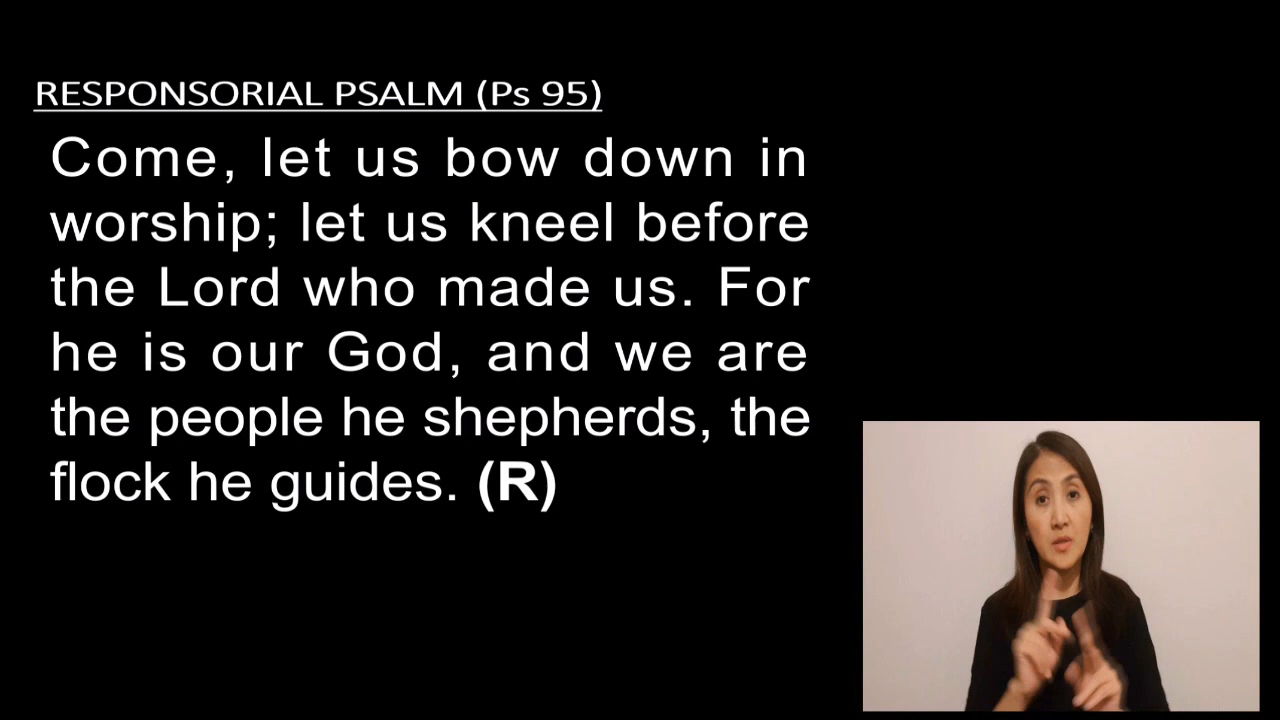 RESPONSORIAL PSALM (Ps 95)
Come, let us bow down in
worship; let us kneel before
the Lord who made us. For
he is our God, and we are
the people he shepherds, the
flock he guides. (R)